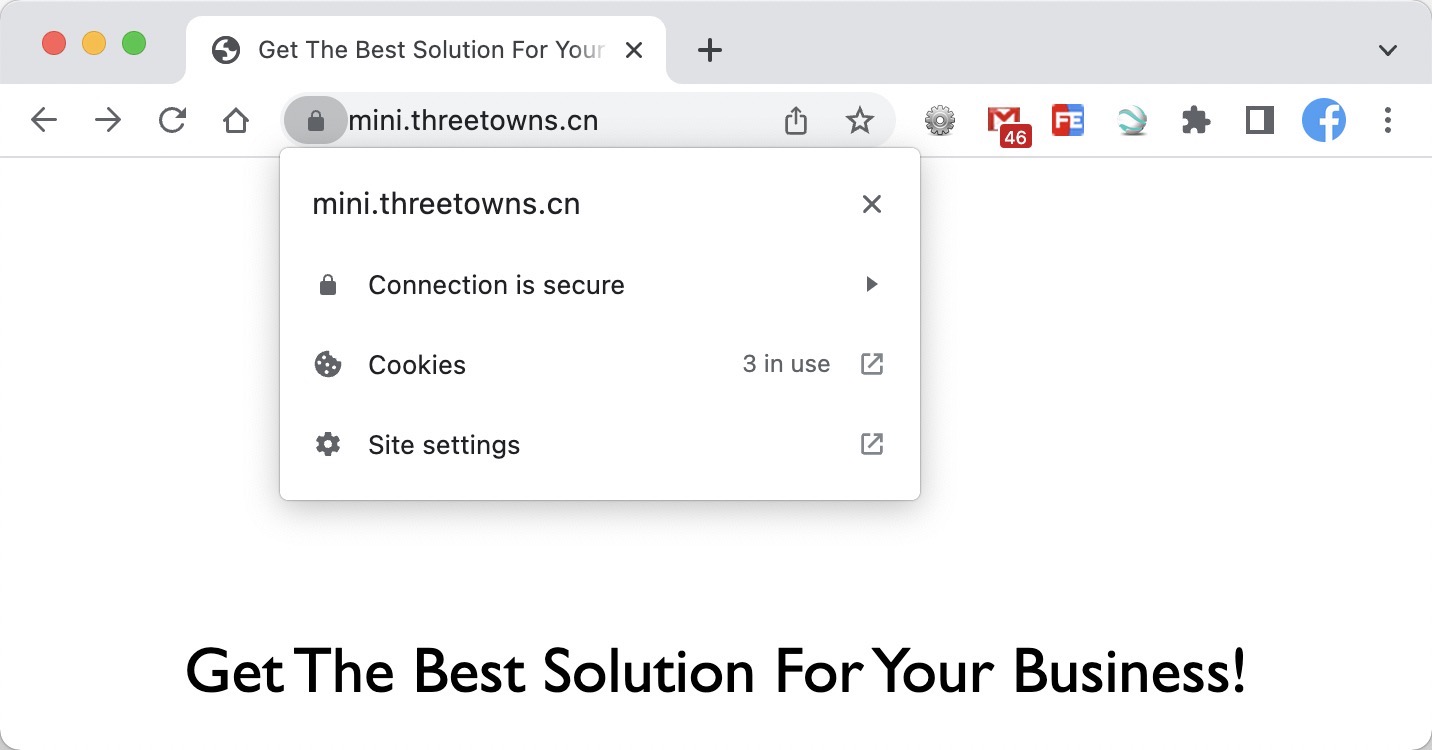 Get The Best Solution For Your
mini.threetowns.cn
46
FE
mini.threetowns.cn
Connection is secure
Cookies 3 in use
Site settings
Get The Best Solution For Your Business!